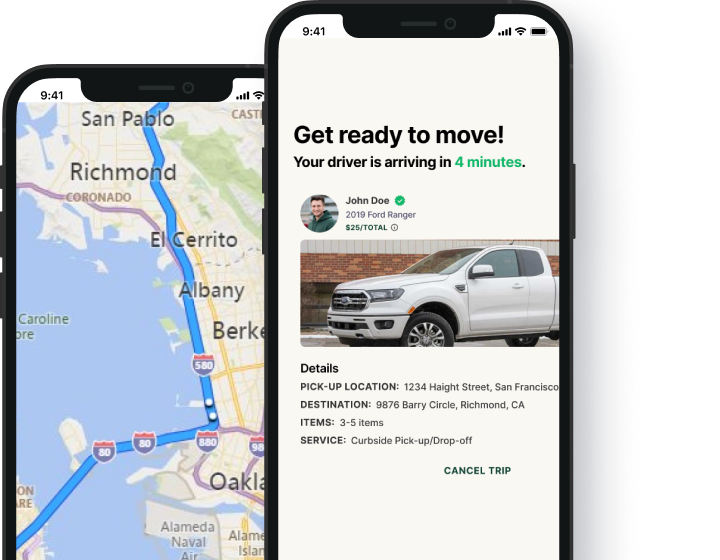 9:41
San Pablo
CAST
Richmond
CORONADO
El Cerrito
Albany
Caroline
ore
Berke
580
80
80
880
98
Oakla
ON
ARE
Alameda
Naval
Air
Alame
Islan
9:41
Get ready to move!
Your driver is arriving in 4 minutes.
John Doe
2019 Ford Ranger
$25/TOTAL
Details
PICK-UP LOCATION: 1234 Haight Street, San Francisco
DESTINATION: 9876 Barry Circle, Richmond, CA
ITEMS: 3-5 items
SERVICE: Curbside Pick-up/Drop-off
CANCEL TRIP